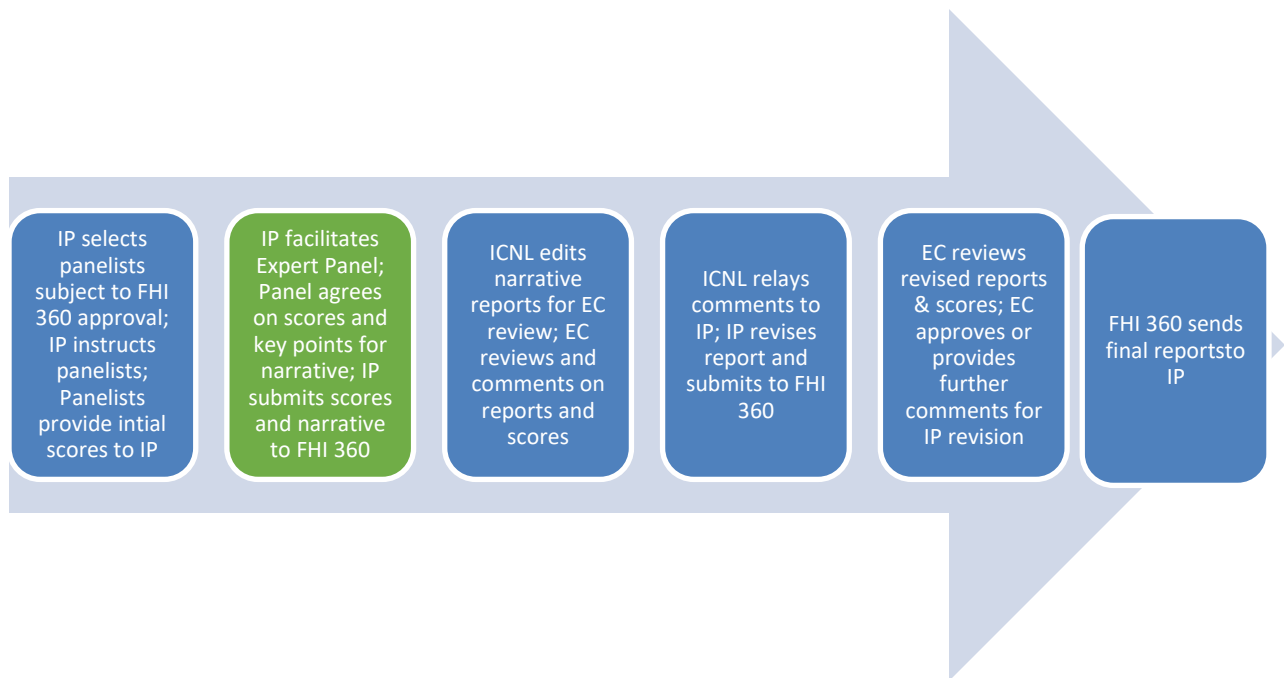 IP selects
panelists
subject to FHI
360 approval;
IP instructs
panelists;
Panelists
provide intial
scores to IP
IP facilitates
Expert Panel;
Panel agrees
on scores and
key points for
narrative; IP
submits scores
and narrative
to FHI 360
ICNL edits
narrative
reports for EC
review; EC
reviews and
comments on
reports and
scores
ICNL relays
comments to
IP; IP revises
report and
submits to FHI
360
EC reviews
revised reports
& scores; EC
approves or
provides
further
comments for
IP revision
FHI 360 sends
final reportsto
IP